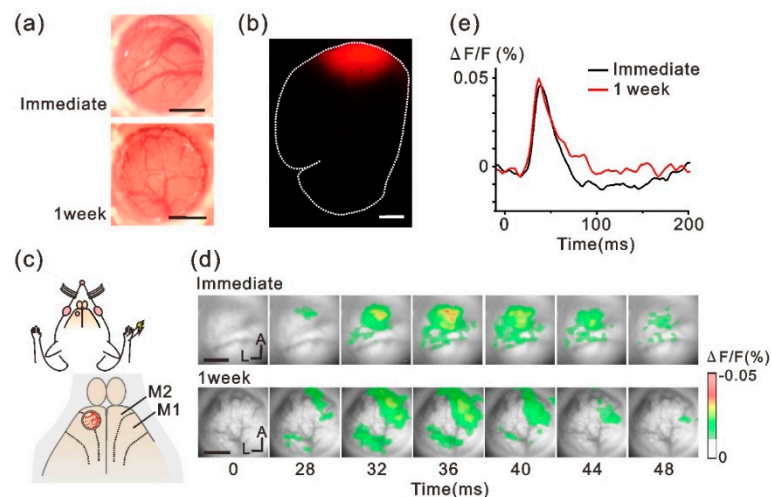 (a)
Immediate
1week
(b)
(e)
ΔF/F (%)
0.05
0
Immediate
1 week
0
100
200
Time(ms)
(c)
M2
M1
(d)
Immediate
A
L
1week
A
L
0
28
32
36
40
44
48
Time(ms)
ΔF/F(%)
-0.05
0